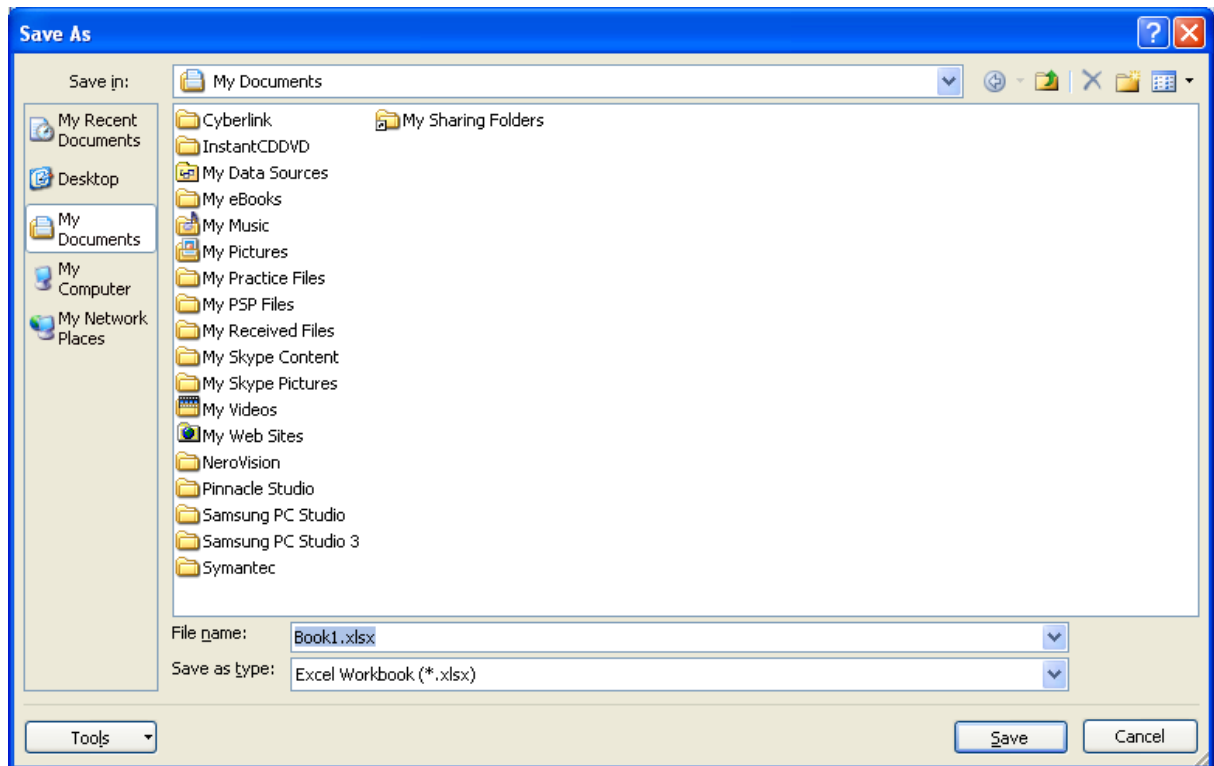 Save As
Save in:
My Documents
My Recent
Documents
Desktop
My
Documents
My
Computer
My Network
Places
Cyberlink
InstantCDDVD
My Data Sources
My eBooks
My Music
My Pictures
My Practice Files
My PSP Files
My Received Files
My Skype Content
My Skype Pictures
My Videos
My Web Sites
NeroVision
Pinnacle Studio
Samsung PC Studio
Samsung PC Studio 3
Symantec
My Sharing Folders
File name:
Book1.xlsx
Save as type:
Excel Workbook (*.xlsx)
Tools
Save
Cancel